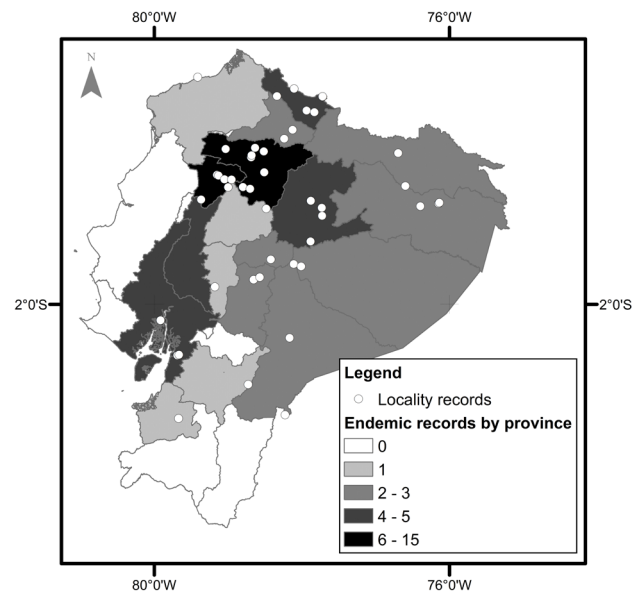 80°0'W
76°0'W
N
2°0'S
2°0'S
Legend
Locality records
Endemic records by province
0
1
2 - 3
4 - 5
6 - 15
80°0'W
76°0'W